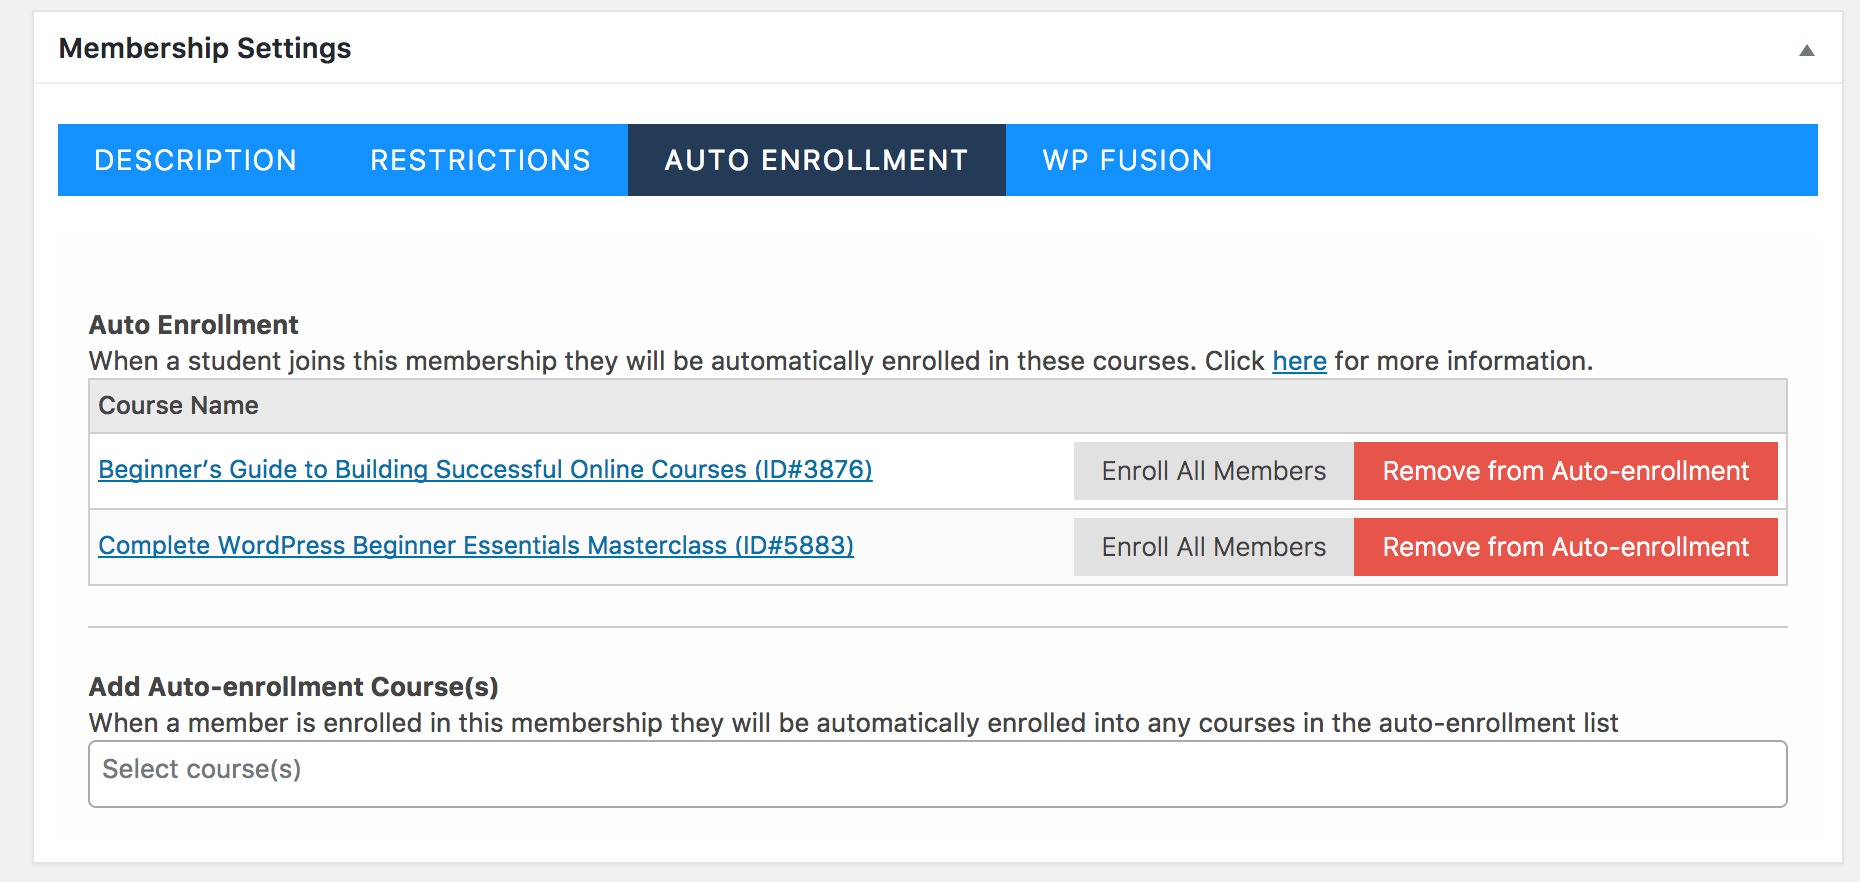 Membership Settings
DESCRIPTION RESTRICTIONS AUTO ENROLLMENT WP FUSION
Auto Enrollment
When a student joins this membership they will be automatically enrolled in these courses. Click here for more information.
Course Name
Beginner’s Guide to Building Successful Online Courses (ID#3876) Enroll All Members Remove from Auto-enrollment
Complete WordPress Beginner Essentials Masterclass (ID#5883) Enroll All Members Remove from Auto-enrollment
Add Auto-enrollment Course(s)
When a member is enrolled in this membership they will be automatically enrolled into any courses in the auto-enrollment list
Select course(s)